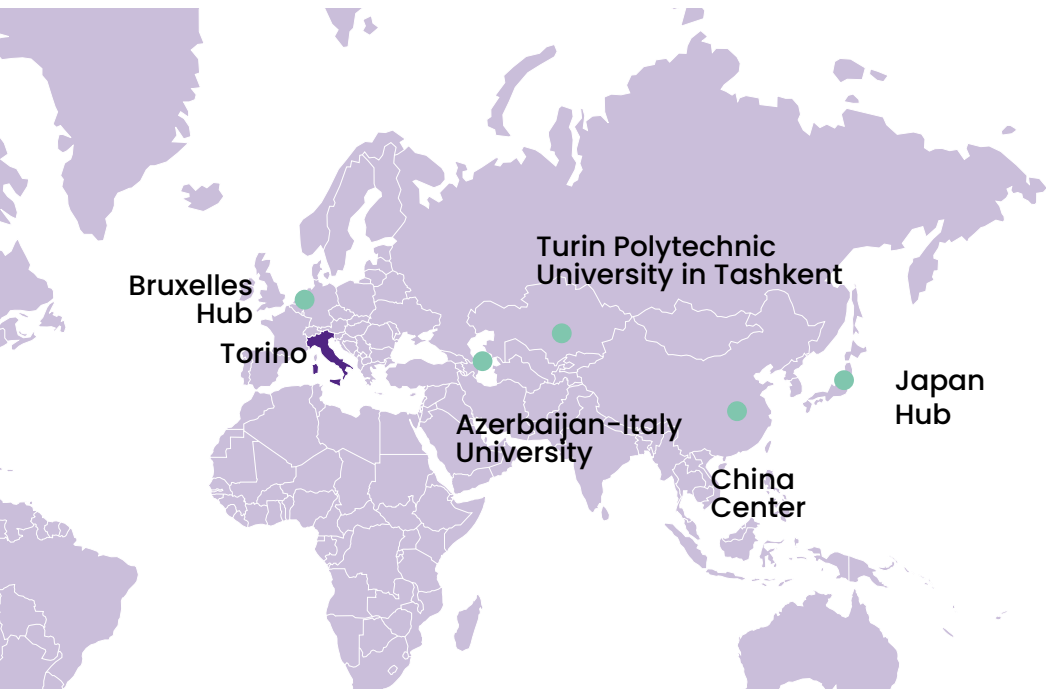 Turin Polytechnic
University in Tashkent
Bruxelles
Hub
Torino
Japan
Hub
Azerbaijan-Italy
University
China
Center